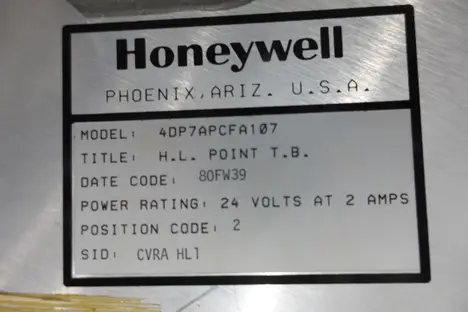 Honeywell
PHOENIX, ARIZ. U.S.A.
MODEL: 4DP7APCFA107
TITLE: H.L. POINT T.B.
DATE CODE: 80FW39
POWER RATING: 24 VOLTS AT 2 AMPS
POSITION CODE: 2
SID: CVRA HL1